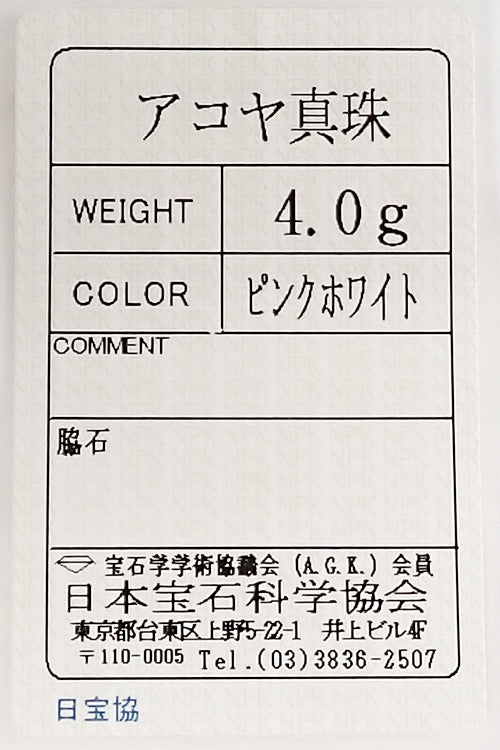 アコヤ真珠
WEIGHT 4.0g
COLOR ピンクホワイト
COMMENT
脇石
宝石学学術協議会 (A.G.K.) 会員
日本宝石科学協会
東京都台東区上野5-22-1 井上ビル4F
〒110-0005 Tel.(03)3836-2507
日宝協